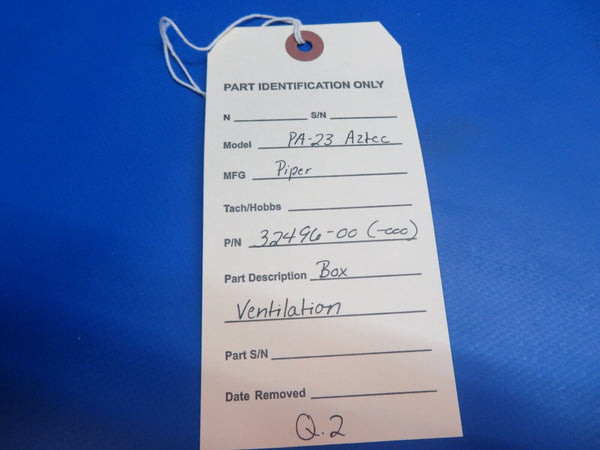 PART IDENTIFICATION ONLY
N S/N
Model PA-23 Aztec
MFG Piper
Tach/Hobbs
P/N 32496-00 (-000)
Part Description Box
Ventilation
Part S/N
Date Removed
Q.2